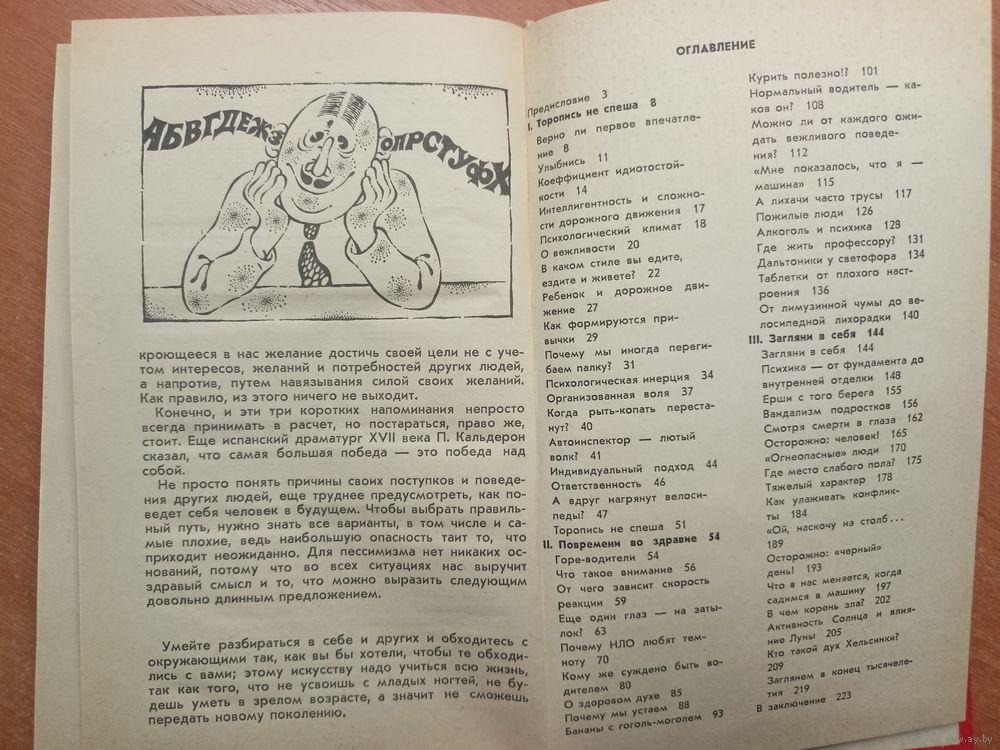 АБВГДЕЖЗ
ОПРСТУФХ
кроющееся в нас желание достичь своей цели не с уче-
том интересов, желаний и потребностей других людей,
а напротив, путем навязывания силой своих желаний.
Как правило, из этого ничего не выходит.
Конечно, и эти три коротких напоминания непросто
всегда принимать в расчет, но постараться, право же,
стоит. Еще испанский драматург XVII века П. Кальдерон
сказал, что самая большая победа — это победа над
собой.
Не просто понять причины своих поступков и поведе-
ния других людей, еще труднее предусмотреть, как по-
ведет себя человек в будущем. Чтобы выбрать правиль-
ный путь, нужно знать все варианты, в том числе и са-
мые плохие, ведь наибольшую опасность таит то, что
приходит неожиданно. Для пессимизма нет никаких ос-
нований, потому что во всех ситуациях нас выручит
здравый смысл и то, что можно выразить следующим
довольно длинным предложением.
Умейте разбираться в себе и других и обходитесь с
окружающими так, как вы бы хотели, чтобы те обходи-
лись с вами; этому искусству надо учиться всю жизнь,
так как того, что не усвоишь с младых ногтей, не бу-
дешь уметь в зрелом возрасте, а значит не сможешь
передать новому поколению.
ОГЛАВЛЕНИЕ
Предисловие 3
I. Торопись не спеша 8
Верно ли первое впечатле-
ние 8
Улыбнись 11
Коэффициент идиотостой-
кости 14
Интеллигентность и сложно-
сти дорожного движения 17
Психологический климат 18
О вежливости 20
В каком стиле вы едите,
ездите и живете? 22
Ребенок и дорожное дви-
жение 27
Как формируются при-
вычки 29
Почему мы иногда переги-
баем палку? 31
Психологическая инерция 34
Организованная воля 37
Когда рыть-копать переста-
нут? 40
Автоинспектор — лютый
волк? 41
Индивидуальный подход 44
Ответственность 46
А вдруг нагрянут велоси-
педы? 47
Торопись не спеша 51
II. Повремени во здравие 54
Горе-водители 54
Что такое внимание 56
От чего зависит скорость
реакции 59
Еще один глаз — на заты-
лок? 63
Почему НЛО любят тем-
ноту 70
Кому же суждено быть во-
дителем 80
О здоровом духе 85
Почему мы устаем 88
Бананы с гоголь-моголем 93
Курить полезно!? 101
Нормальный водитель — ка-
ков он? 108
Можно ли от каждого ожи-
дать вежливого поведе-
ния? 112
«Мне показалось, что я —
машина» 115
А лихачи часто трусы 117
Пожилые люди 126
Алкоголь и психика 128
Где жить профессору? 131
Дальтоники у светофора 134
Таблетки от плохого наст-
роения 136
От лимузинной чумы до ве-
лосипедной лихорадки 140
III. Загляни в себя 144
Загляни в себя 144
Психика — от фундамента до
внутренней отделки 148
Ерши с того берега 155
Вандализм подростков 156
Смотря смерти в глаза 162
Осторожно: человек! 165
«Огнеопасные» люди 170
Где место слабого пола? 175
Тяжелый характер 178
Как улаживать конфлик-
ты 184
«Ой, наскочу на столб...
189
Осторожно: «черный»
день! 193
Что в нас меняется, когда
садимся в машину 197
В чем корень зла? 202
Активность Солнца и влия-
ние Луны 205
Кто такой дух Хельсинки?
209
Заглянем в конец тысячеле-
тия 219
В заключение 223
www.ay.by